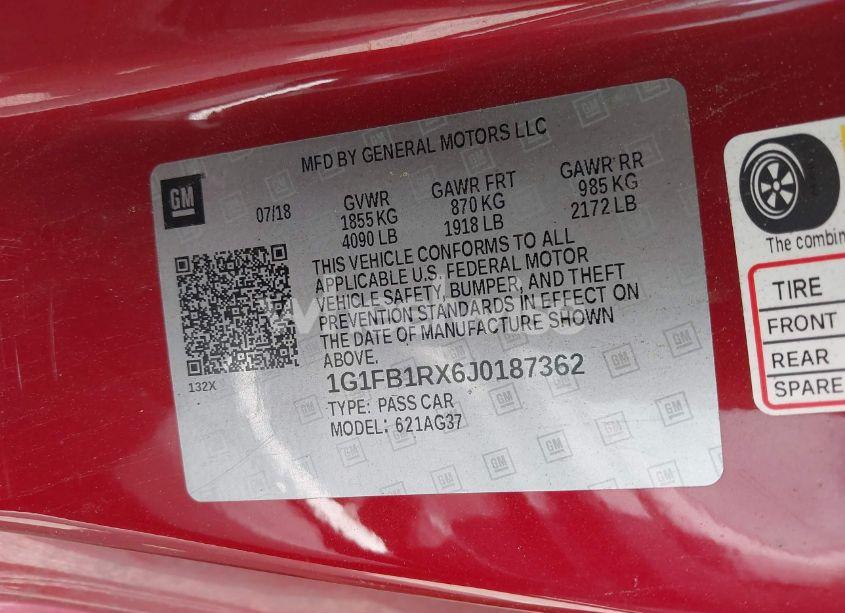 MFD BY GENERAL MOTORS LLC
GM
07/18 GVWR GAWR FRT GAWR RR
1855 KG 870 KG 985 KG
4090 LB 1918 LB 2172 LB
THIS VEHICLE CONFORMS TO ALL
APPLICABLE U.S. FEDERAL MOTOR
VEHICLE SAFETY, BUMPER, AND THEFT
PREVENTION STANDARDS IN EFFECT ON
THE DATE OF MANUFACTURE SHOWN
ABOVE.
132X
1G1FB1RX6J0187362
TYPE: PASS CAR
MODEL: 621AG37
The combin
TIRE
FRONT
REAR
SPARE